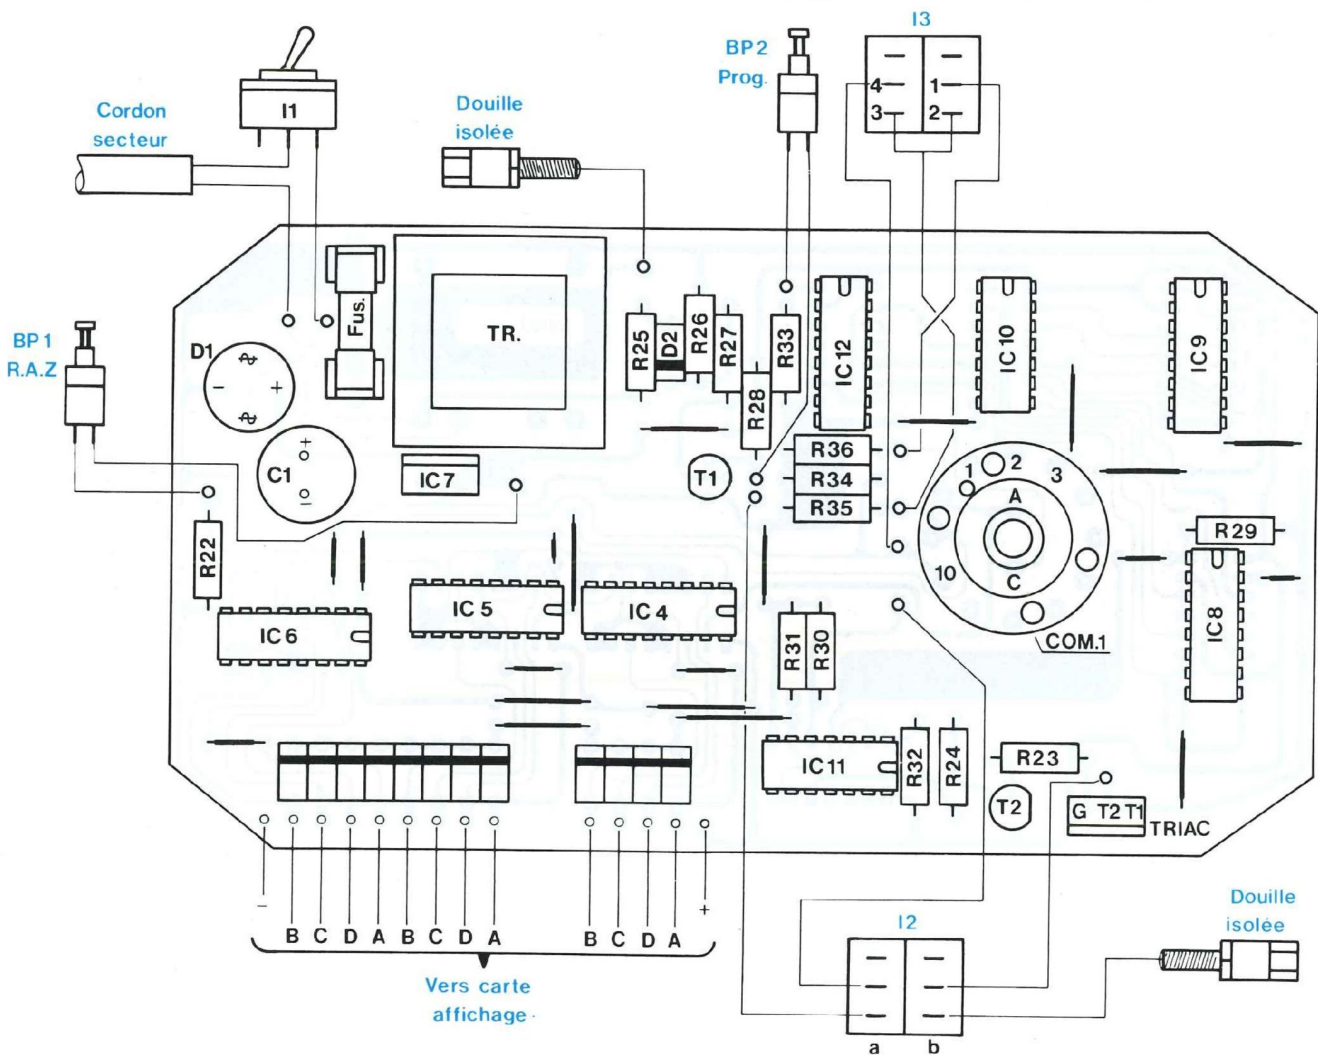 I3
BP2
Prog.
4
1
3
2
I1
Cordon
secteur
Douille
isolée
BP1
R.A.Z
D1
-
+
Fus.
TR.
R25
D2
R26
R27
R28
R33
IC12
IC10
IC9
C1
+
-
IC7
T1
R36
R34
R35
1
2
3
A
10
C
COM.1
R29
R22
IC6
IC5
IC4
R31
R30
IC8
IC11
R32
R24
R23
T2
G T2 T1
TRIAC
-
B C D A B C D A
B C D A
+
Vers carte
affichage
I2
a
b
Douille
isolée